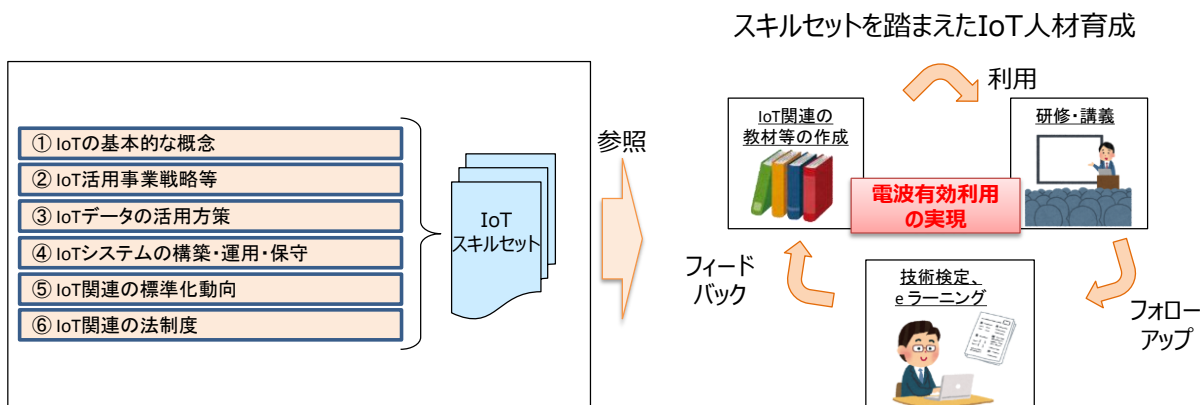 スキルセットを踏まえたIoT人材育成
① IoTの基本的な概念
② IoT活用事業戦略等
③ IoTデータの活用方策
④ IoTシステムの構築・運用・保守
⑤ IoT関連の標準化動向
⑥ IoT関連の法制度
IoT
スキルセット
参照
利用
IoT関連の
教材等の作成
研修・講義
電波有効利用
の実現
フィード
バック
技術検定、
e ラーニング
フォロー
アップ